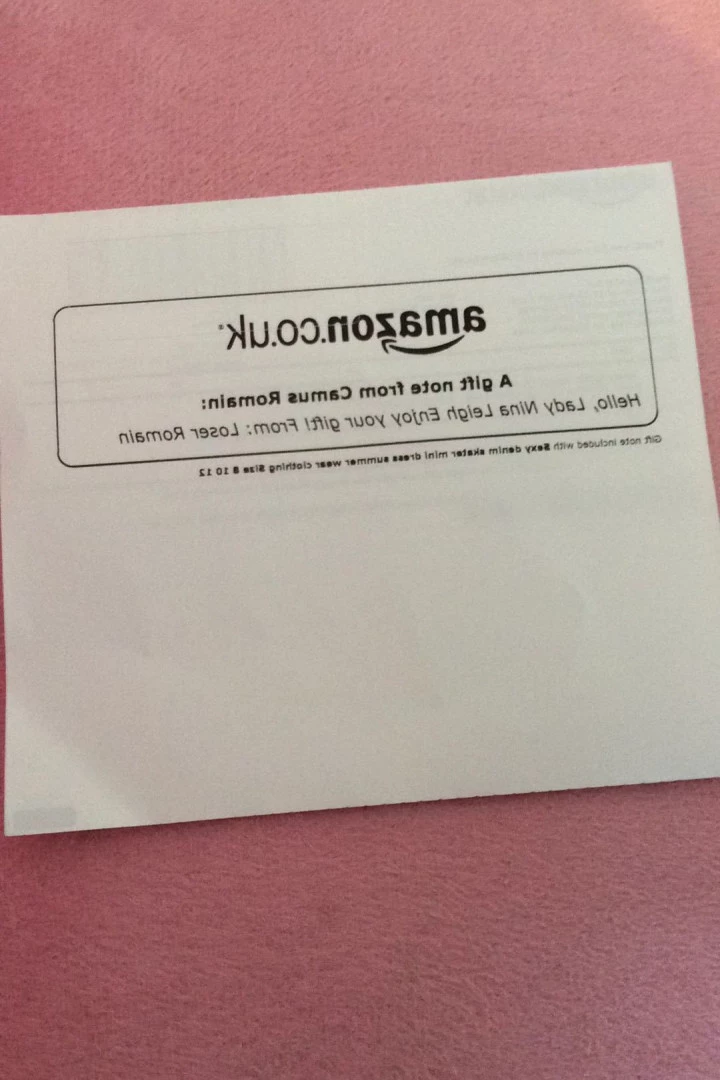 amazon.co.uk
A gift note from Camus Romain:
Hello, Lady Nina Leigh Enjoy your gift! From: Loser Romain
Gift note included with Sexy denim skater mini dress summer wear clothing Size 8 10 12